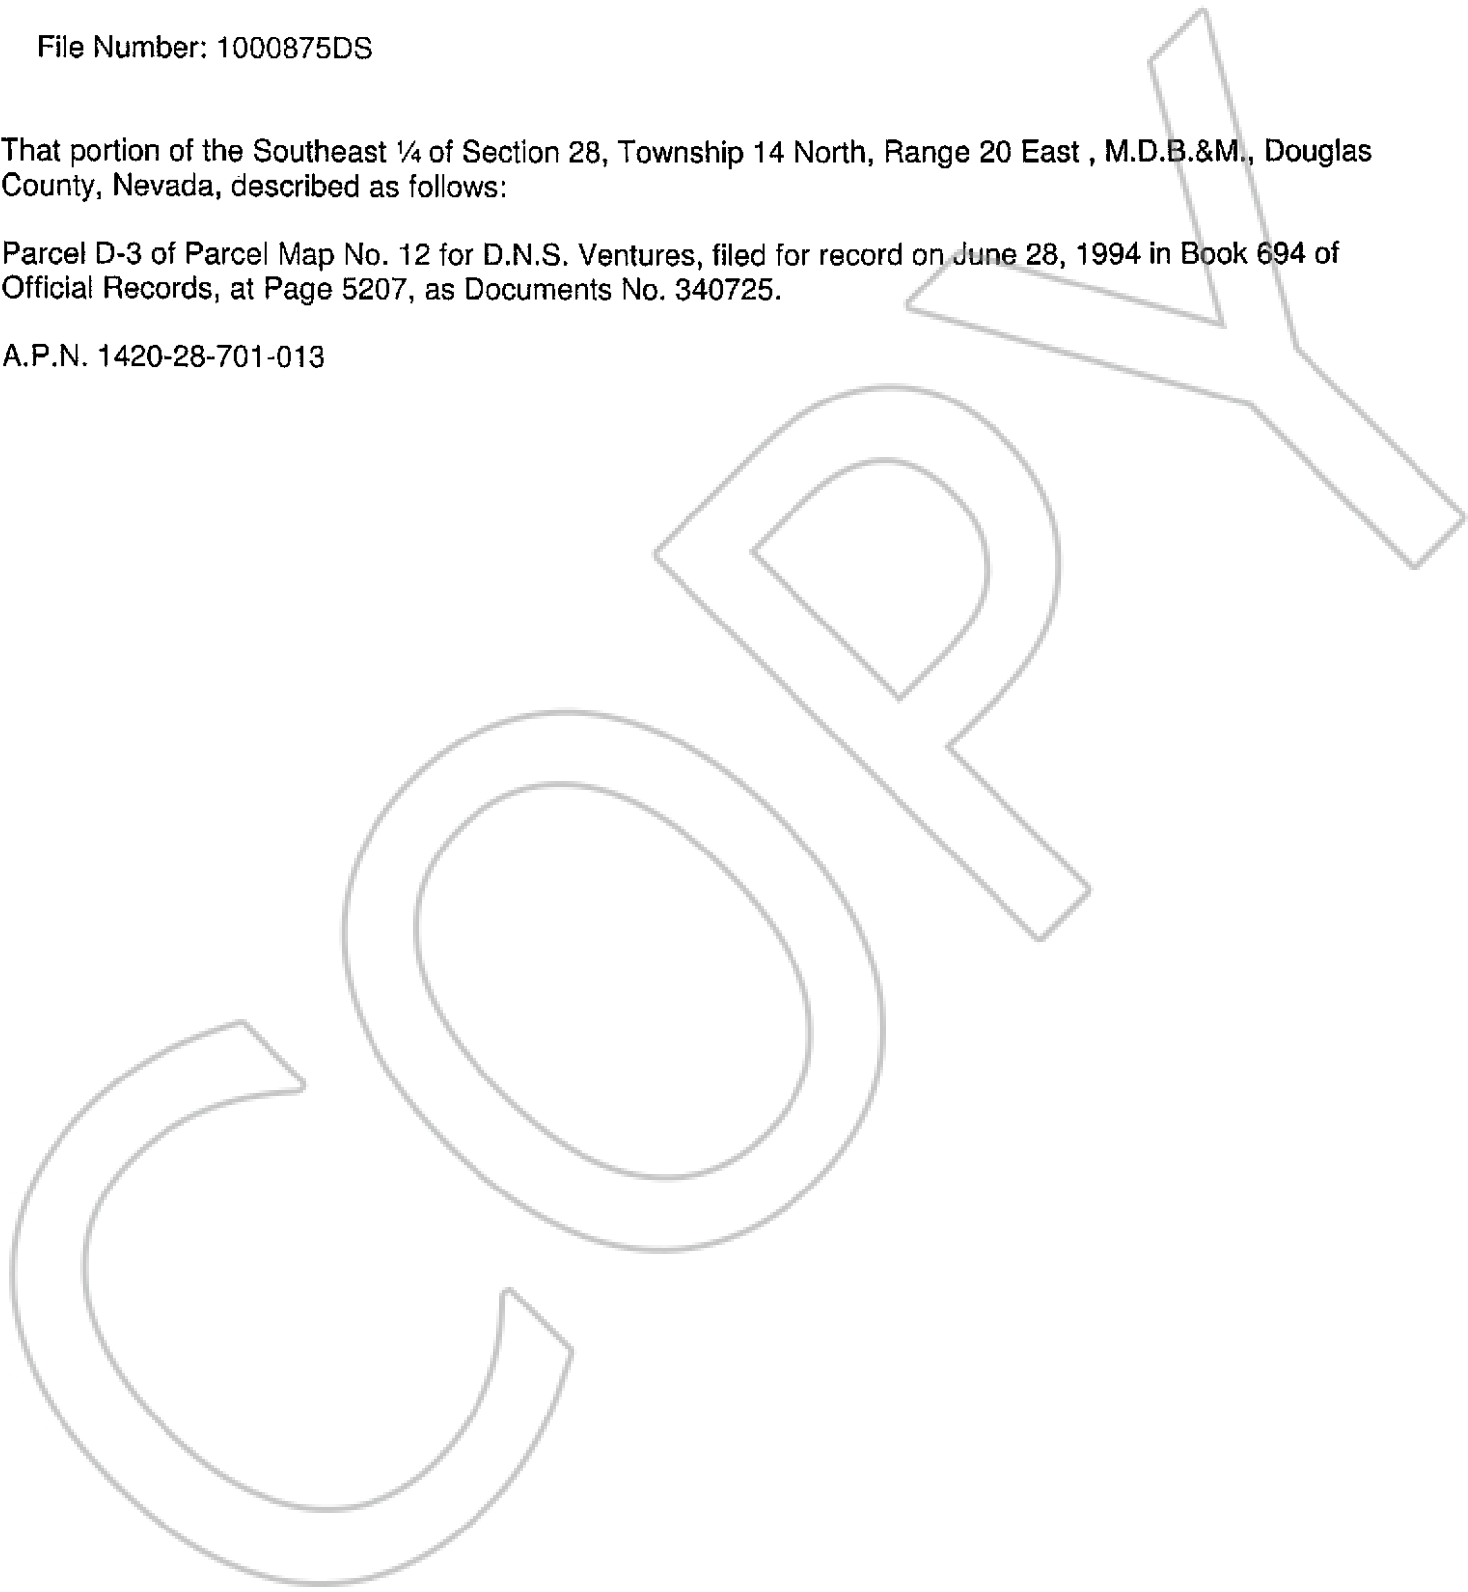 File Number: 1000875DS
That portion of the Southeast ¼ of Section 28, Township 14 North, Range 20 East , M.D.B.&M., Douglas
County, Nevada, described as follows:
Parcel D-3 of Parcel Map No. 12 for D.N.S. Ventures, filed for record on June 28, 1994 in Book 694 of
Official Records, at Page 5207, as Documents No. 340725.
A.P.N. 1420-28-701-013
COPY